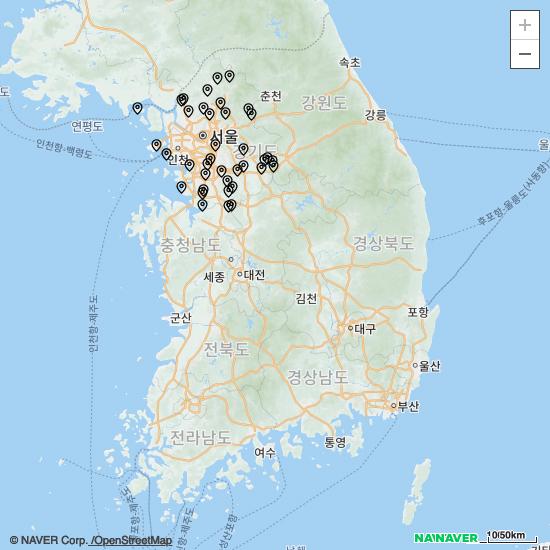 +
−
속초
춘천
강원도
강릉
연평도
서울
경기도
인천
인천항-백령도
울
후포항-울릉도(사동항)
충청남도
경상북도
세종
대전
인천항-제주도
김천
군산
포항
전북도
대구
울산
경상남도
부산
전라남도
통영
여수
© NAVER Corp. /OpenStreetMap
NAVER
10/50km